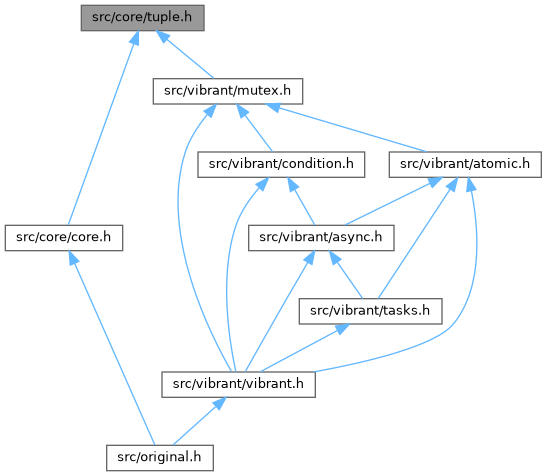 src/core/tuple.h
src/vibrant/mutex.h
src/vibrant/condition.h
src/vibrant/atomic.h
src/core/core.h
src/vibrant/async.h
src/vibrant/tasks.h
src/vibrant/vibrant.h
src/original.h